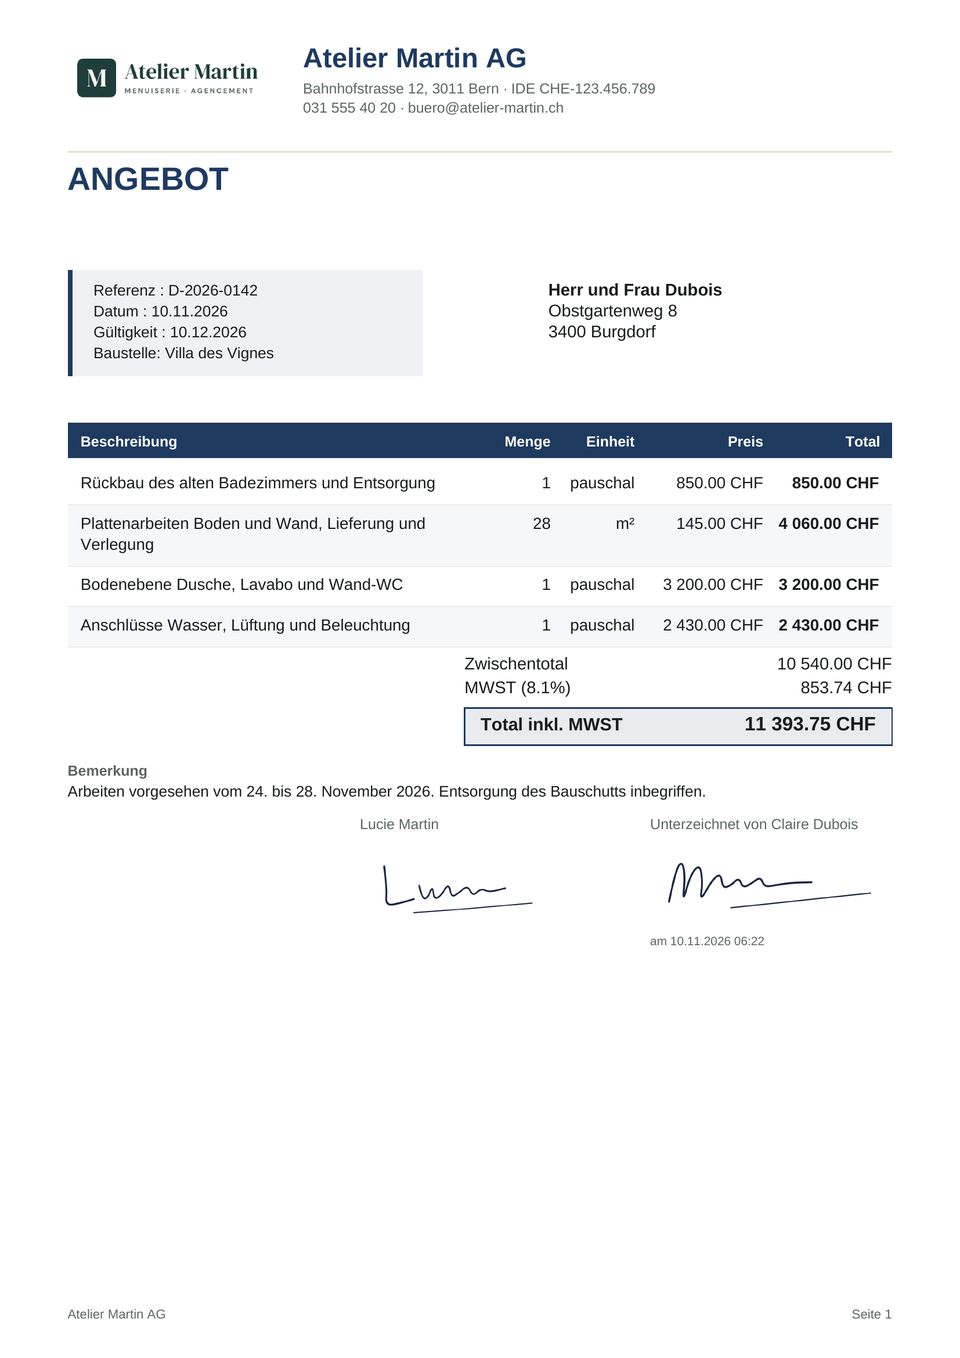 M Atelier Martin
MENUISERIE · AGENCEMENT
Atelier Martin AG
Bahnhofstrasse 12, 3011 Bern · IDE CHE-123.456.789
031 555 40 20 · buero@atelier-martin.ch
ANGEBOT
Referenz : D-2026-0142
Datum : 10.11.2026
Gültigkeit : 10.12.2026
Baustelle: Villa des Vignes
Herr und Frau Dubois
Obstgartenweg 8
3400 Burgdorf
Beschreibung Menge Einheit Preis Total
Rückbau des alten Badezimmers und Entsorgung 1 pauschal 850.00 CHF 850.00 CHF
Plattenarbeiten Boden und Wand, Lieferung und 28 m² 145.00 CHF 4 060.00 CHF
Verlegung
Bodenebene Dusche, Lavabo und Wand-WC 1 pauschal 3 200.00 CHF 3 200.00 CHF
Anschlüsse Wasser, Lüftung und Beleuchtung 1 pauschal 2 430.00 CHF 2 430.00 CHF
Zwischentotal 10 540.00 CHF
MWST (8.1%) 853.74 CHF
Total inkl. MWST 11 393.75 CHF
Bemerkung
Arbeiten vorgesehen vom 24. bis 28. November 2026. Entsorgung des Bauschutts inbegriffen.
Lucie Martin Unterzeichnet von Claire Dubois
am 10.11.2026 06:22
Atelier Martin AG Seite 1